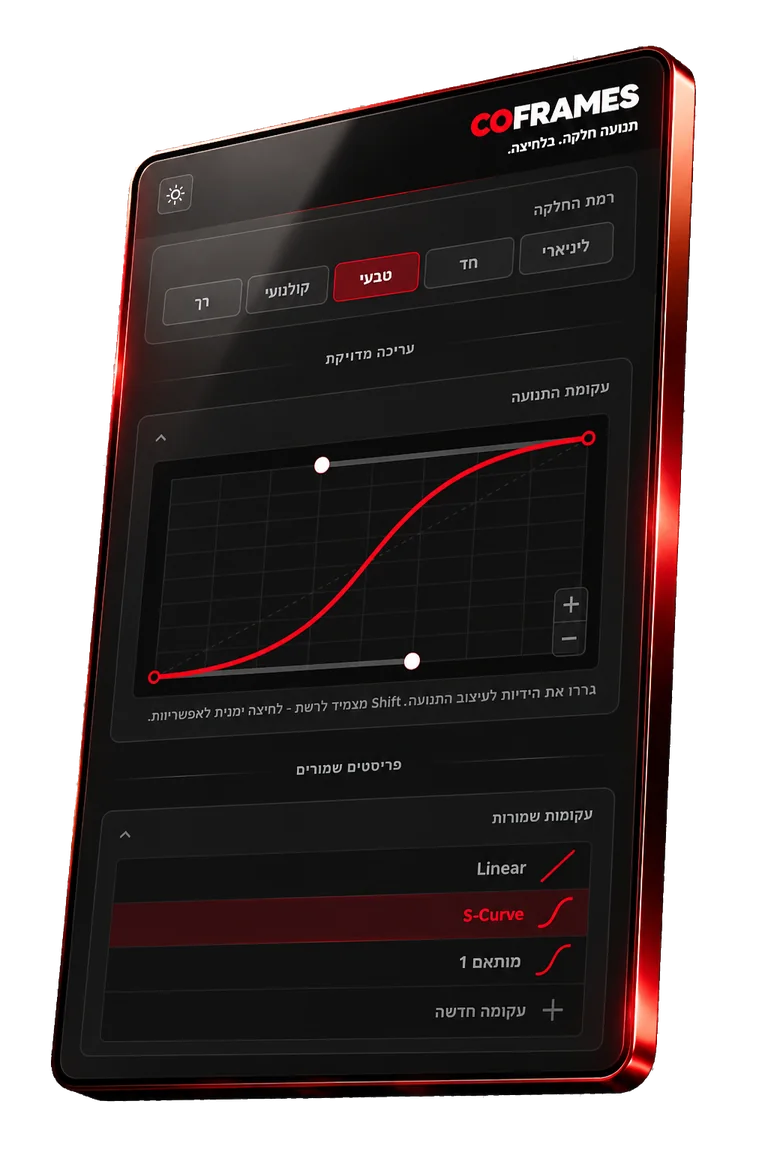 COFRAMES
תנועה חלקה. בלחיצה.
רמת החלקה
ליניארי
חד
טבעי
קולנועי
רך
עריכה מדויקת
עקומת התנועה
+
−
גררו את הידיות לעיצוב התנועה. Shift מצמיד לרשת - לחיצה ימנית לאפשריוות.
פריסטים שמורים
עקומות שמורות
Linear
S-Curve
מותאם 1
עקומה חדשה